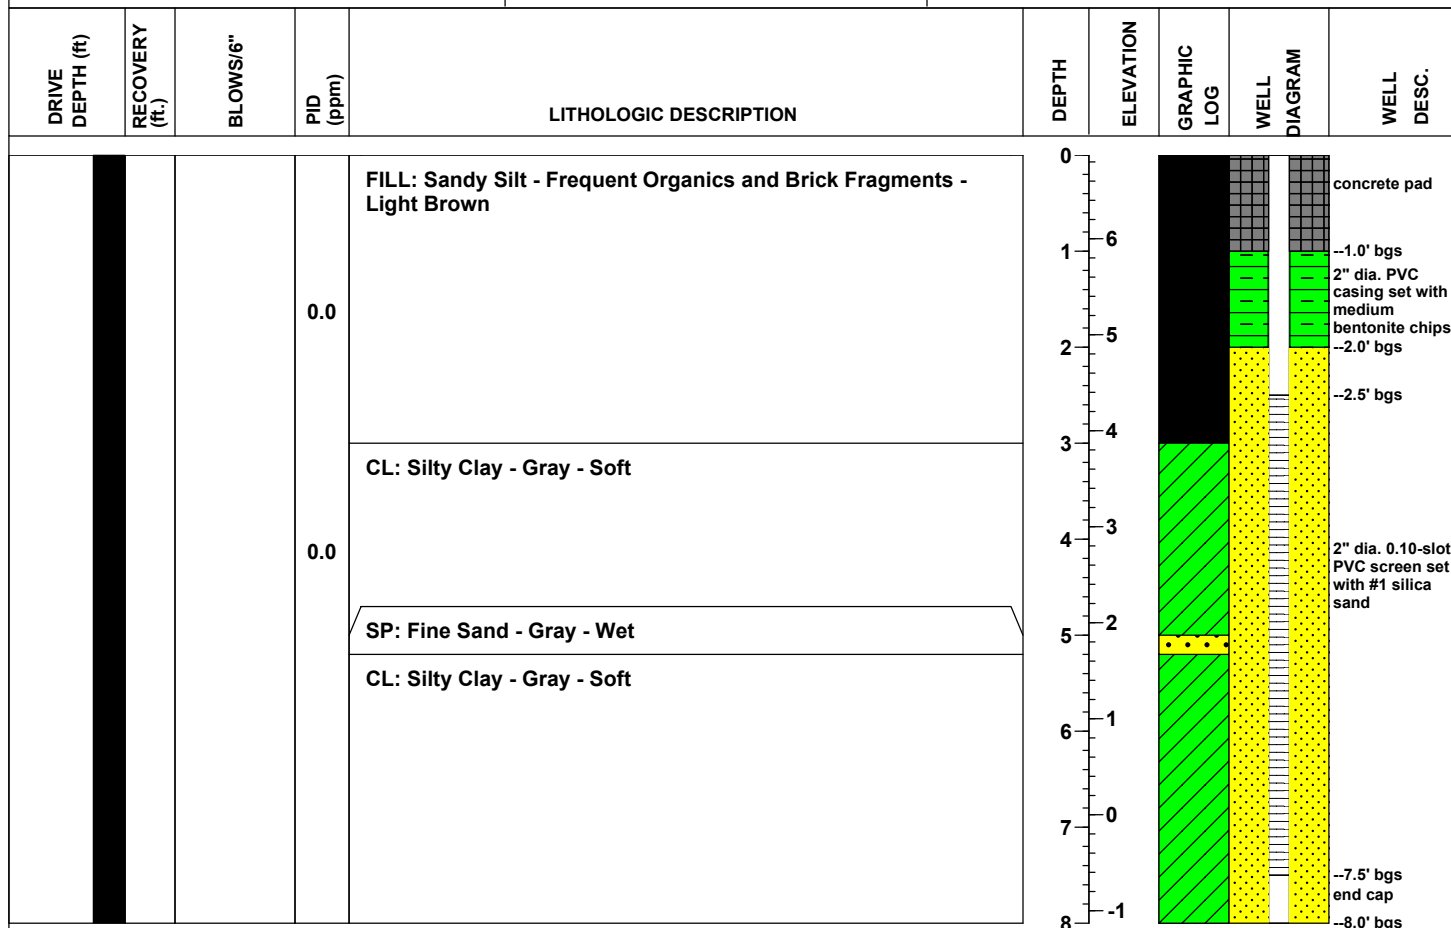 DRIVE
DEPTH (ft)
RECOVERY
(ft.)
BLOWS/6"
PID
(ppm)
LITHOLOGIC DESCRIPTION
DEPTH
ELEVATION
GRAPHIC
LOG
WELL
DIAGRAM
WELL
DESC.
FILL: Sandy Silt - Frequent Organics and Brick Fragments -
Light Brown
0.0
CL: Silty Clay - Gray - Soft
0.0
SP: Fine Sand - Gray - Wet
CL: Silty Clay - Gray - Soft
0
1
2
3
4
5
6
7
8
6
5
4
3
2
1
0
-1
concrete pad
--1.0' bgs
2" dia. PVC
casing set with
medium
bentonite chips
--2.0' bgs
--2.5' bgs
2" dia. 0.10-slot
PVC screen set
with #1 silica
sand
--7.5' bgs
end cap
--8.0' bgs